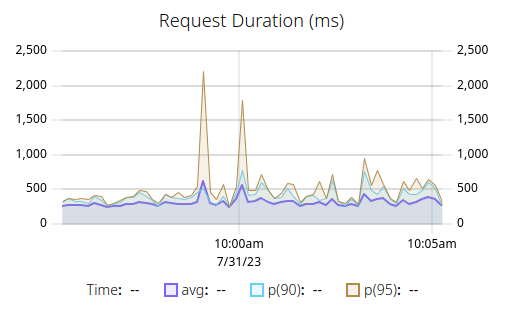 Request Duration (ms)
2,500 2,500
2,000 2,000
1,500 1,500
1,000 1,000
500 500
0 0
10:00am 10:05am
7/31/23
Time: -- avg: -- p(90): -- p(95): --